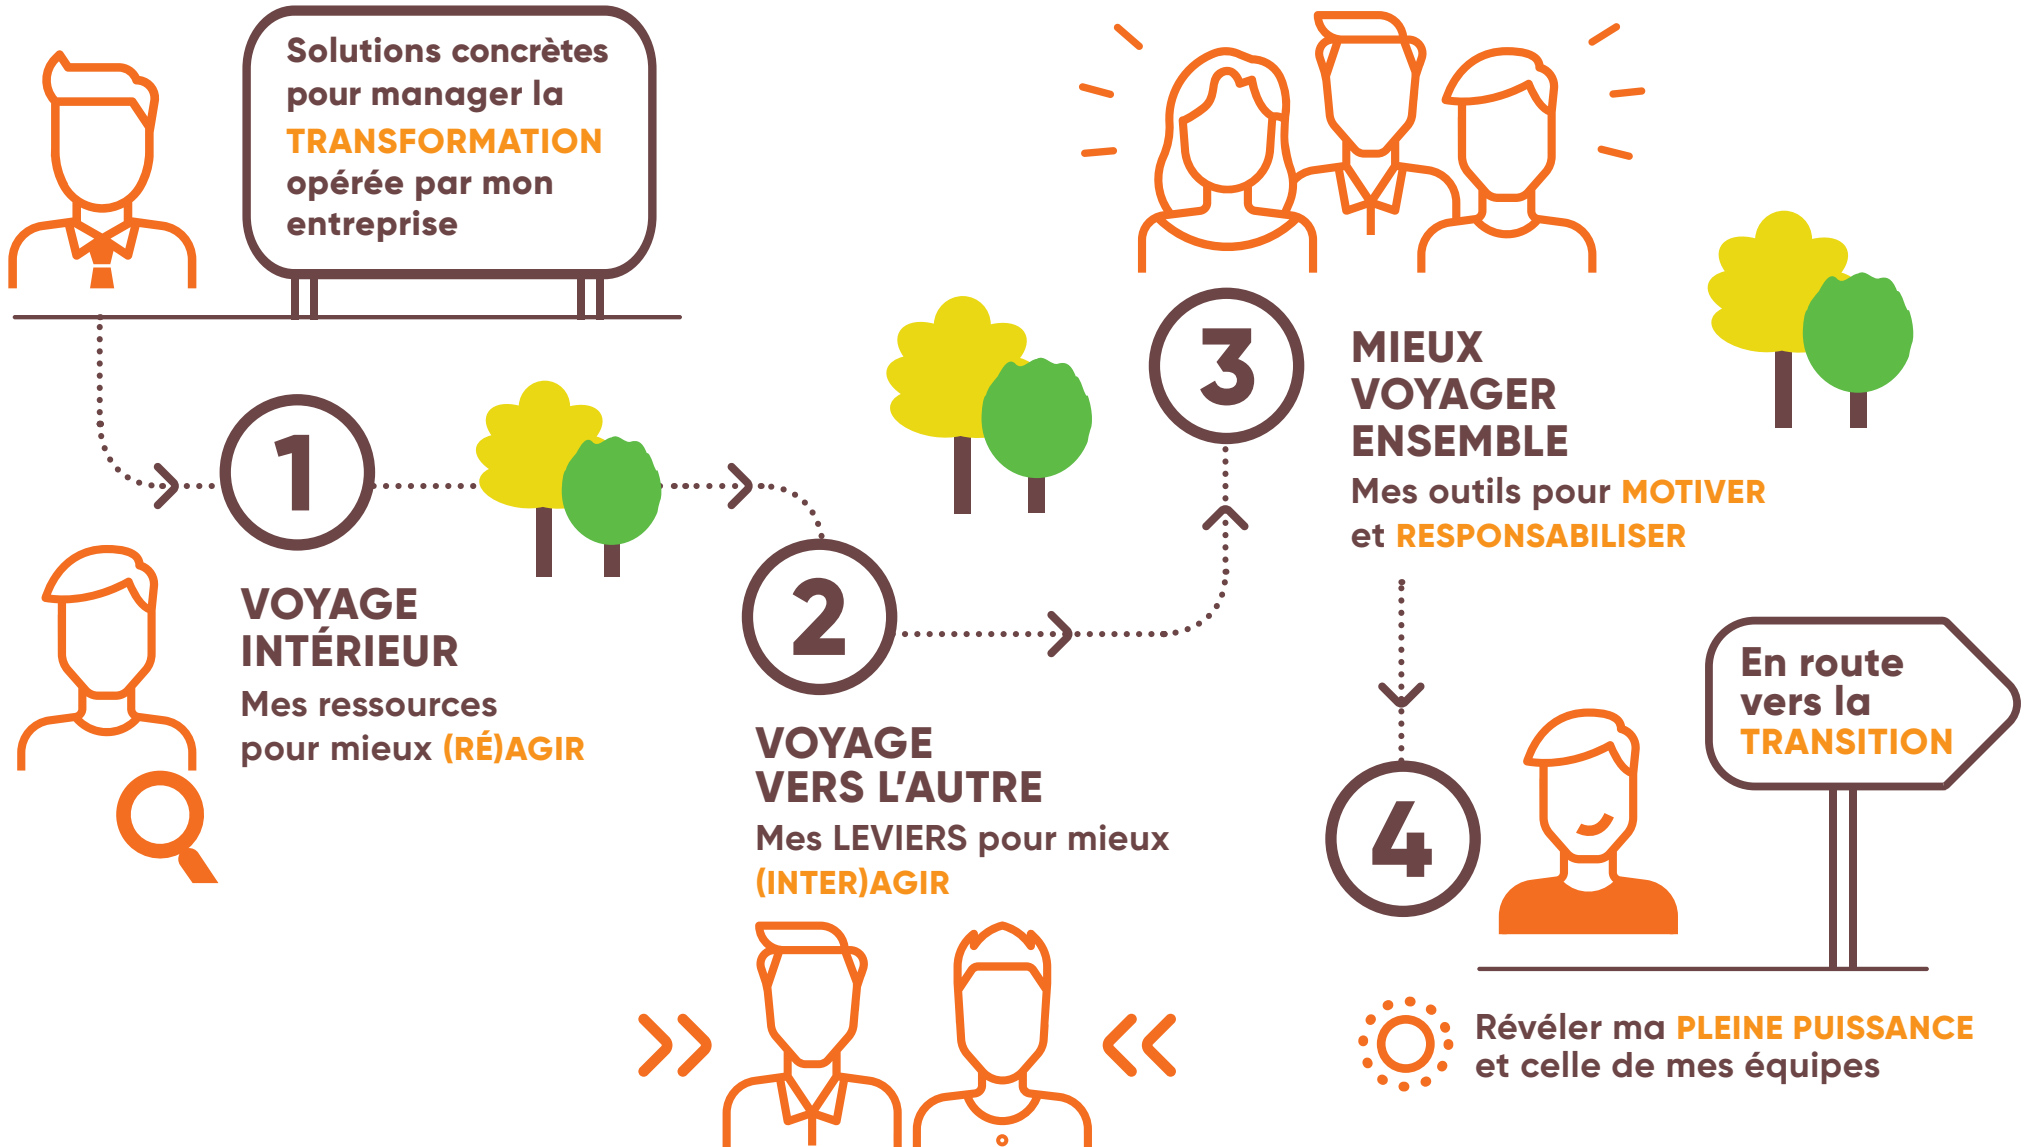 Solutions concrètes
pour manager la
TRANSFORMATION
opérée par mon
entreprise
1
VOYAGE
INTÉRIEUR
Mes ressources
pour mieux (RÉ)AGIR
2
VOYAGE
VERS L’AUTRE
Mes LEVIERS pour mieux
(INTER)AGIR
3
MIEUX
VOYAGER
ENSEMBLE
Mes outils pour MOTIVER
et RESPONSABILISER
4
En route
vers la
TRANSITION
Révéler ma PLEINE PUISSANCE
et celle de mes équipes